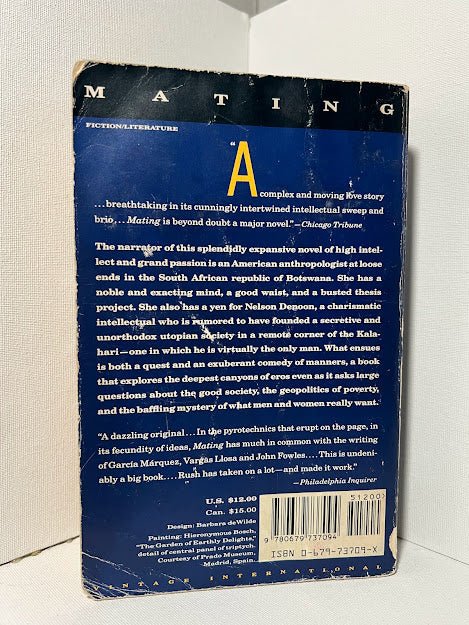 MATING
FICTION/LITERATURE
"A complex and moving love story
...breathtaking in its cunningly intertwined intellectual sweep and
brio... Mating is beyond doubt a major novel."—Chicago Tribune
The narrator of this splendidly expansive novel of high intel-
lect and grand passion is an American anthropologist at loose
ends in the South African republic of Botswana. She has a
noble and exacting mind, a good waist, and a busted thesis
project. She also has a yen for Nelson Denoon, a charismatic
intellectual who is rumored to have founded a secretive and
unorthodox utopian society in a remote corner of the Kala-
hari—one in which he is virtually the only man. What ensues
is both a quest and an exuberant comedy of manners, a book
that explores the deepest canyons of eros even as it asks large
questions about the good society, the geopolitics of poverty,
and the baffling mystery of what men and women really want.
"A dazzling original... In the pyrotechnics that erupt on the page, in
its fecundity of ideas, Mating has much in common with the writing
of García Márquez, Vargas Llosa and John Fowles.... This is undeni-
ably a big book.... Rush has taken on a lot—and made it work."
—Philadelphia Inquirer
U.S. $12.00
Can. $15.00
Design: Barbara deWilde
Painting: Hieronymous Bosch,
"The Garden of Earthly Delights,"
detail of central panel of triptych.
Courtesy of Prado Museum,
Madrid, Spain
51200
9 780679 737094
ISBN 0-679-73709-X
NTAGE INTERNATIONAL